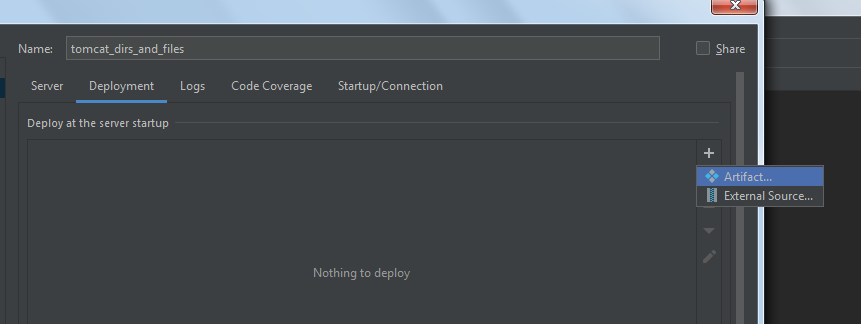 Name: tomcat_dirs_and_files Share
Server Deployment Logs Code Coverage Startup/Connection
Deploy at the server startup
Artifact...
External Source...
Nothing to deploy